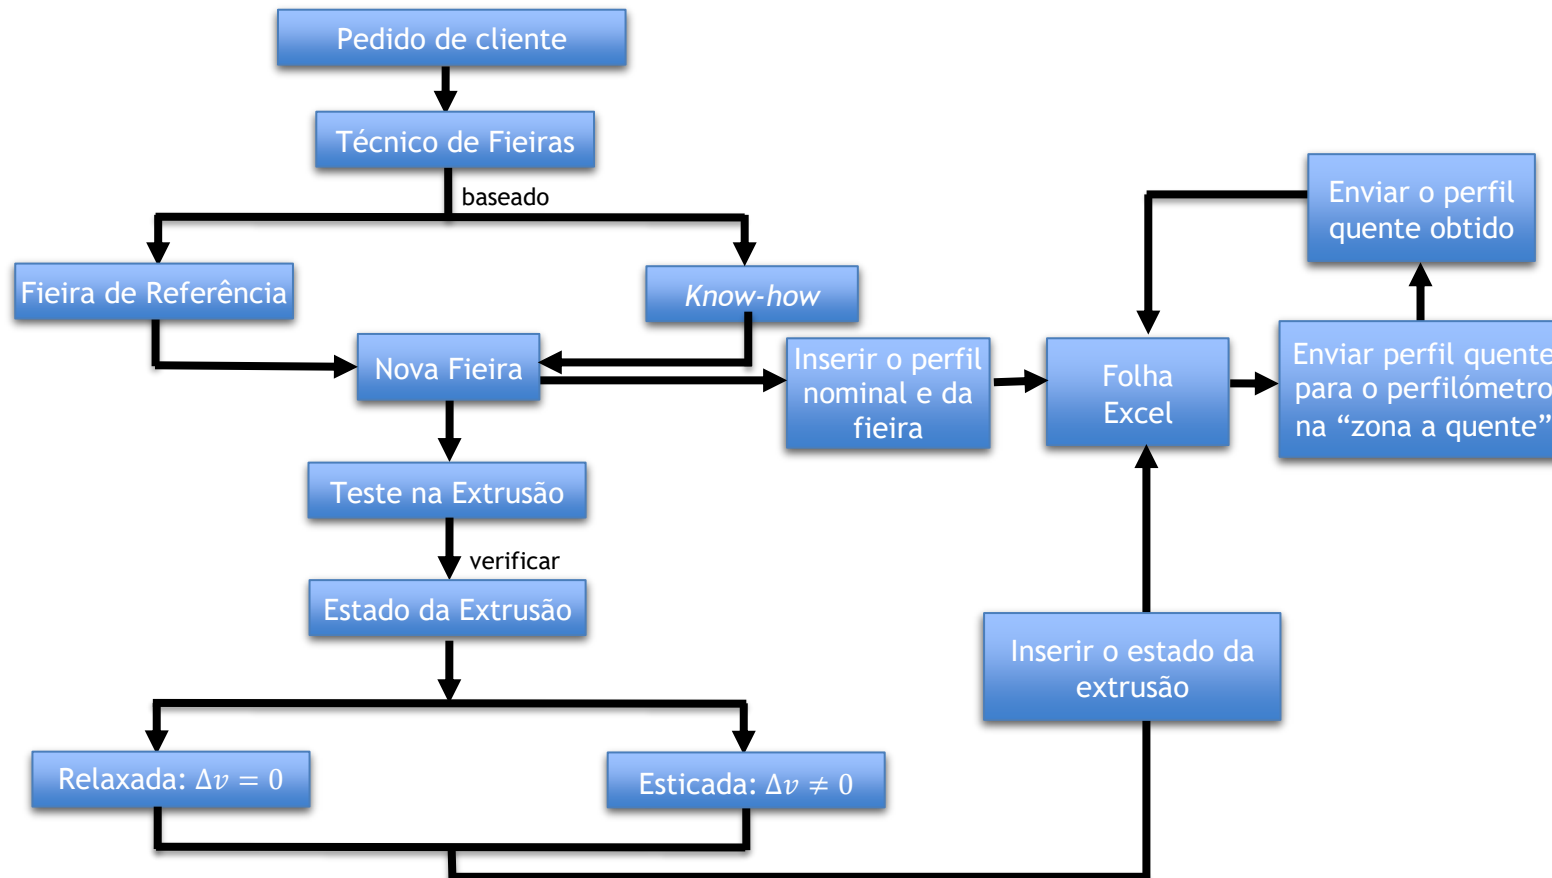 Pedido de cliente
Técnico de Fieiras
baseado
Fieira de Referência
Know-how
Nova Fieira
Inserir o perfil
nominal e da
fieira
Folha
Excel
Enviar perfil quente
para o perfilómetro
na “zona a quente”
Enviar o perfil
quente obtido
Teste na Extrusão
verificar
Estado da Extrusão
Relaxada: Δv = 0
Esticada: Δv ≠ 0
Inserir o estado da
extrusão